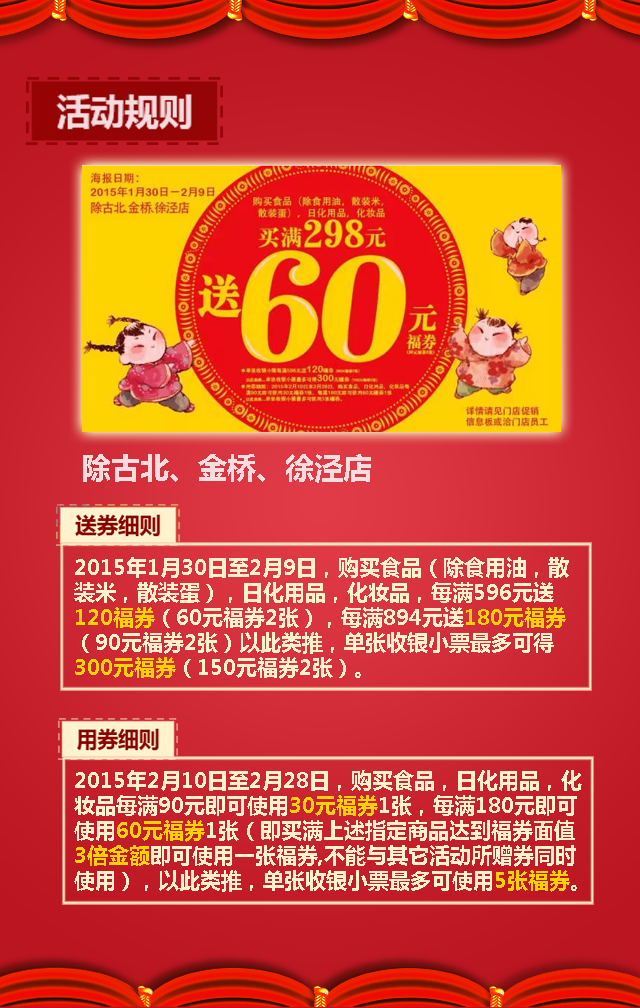 活动规则
海报日期：
2015年1月30日－2月9日
除古北、金桥、徐泾店
购买食品（除食用油，散装米，
散装蛋），日化用品，化妆品
买满298元
送60元
福券
详情请见门店促销
信息板或洽门店员工
除古北、金桥、徐泾店
送券细则
2015年1月30日至2月9日，购买食品（除食用油，散
装米，散装蛋），日化用品，化妆品，每满596元送
120福券（60元福券2张），每满894元送180元福券
（90元福券2张）以此类推，单张收银小票最多可得
300元福券（150元福券2张）。
用券细则
2015年2月10日至2月28日，购买食品，日化用品，化
妆品每满90元即可使用30元福券1张，每满180元即可
使用60元福券1张（即买满上述指定商品达到福券面值
3倍金额即可使用一张福券,不能与其它活动所赠券同时
使用），以此类推，单张收银小票最多可使用5张福券。